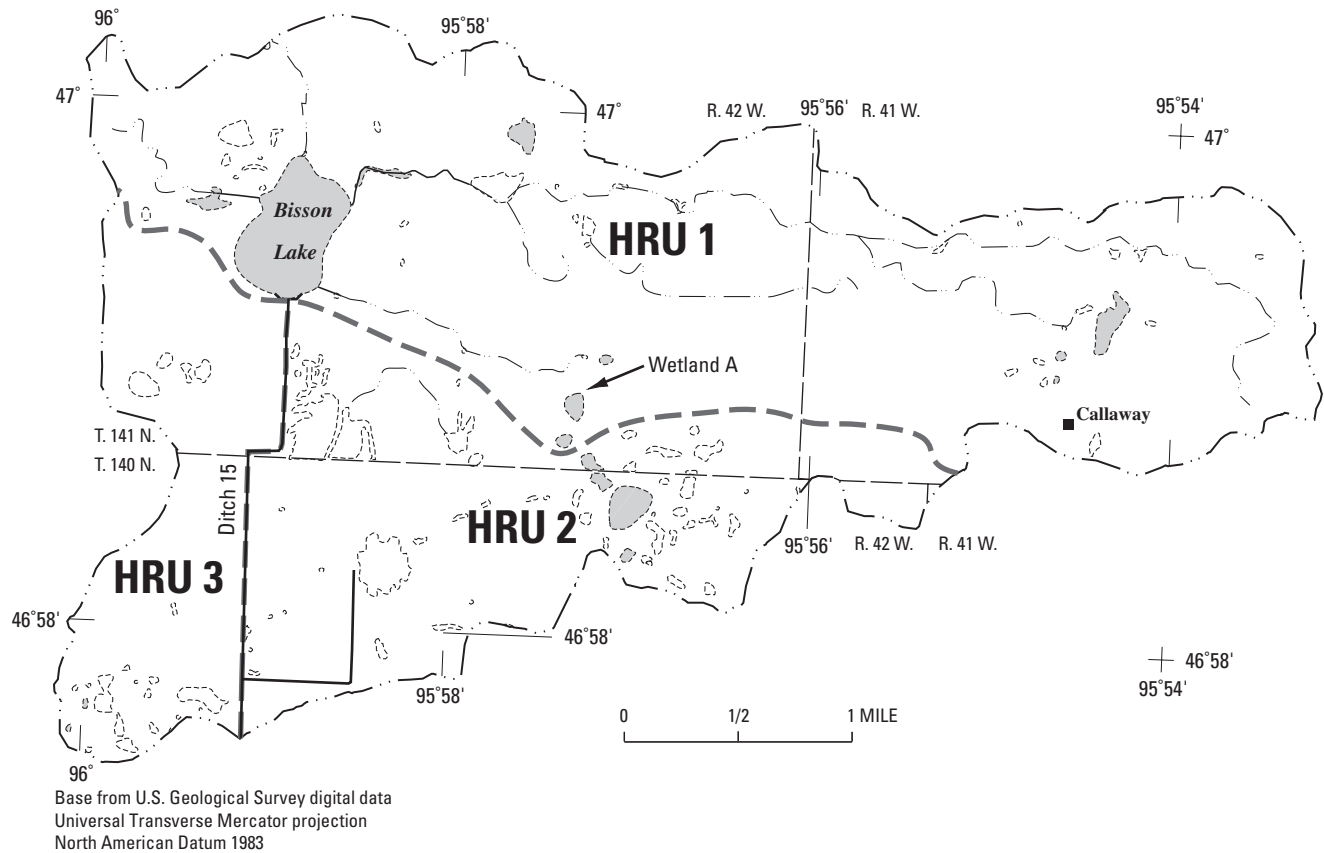 96°
95°58'
47°
47°
R. 42 W.
95°56'
R. 41 W.
95°54'
47°
Bisson
Lake
HRU 1
Wetland A
Callaway
T. 141 N.
T. 140 N.
Ditch 15
HRU 2
HRU 3
95°56'
R. 42 W.
R. 41 W.
46°58'
46°58'
46°58'
95°54'
95°58'
0
1/2
1 MILE
96°
Base from U.S. Geological Survey digital data
Universal Transverse Mercator projection
North American Datum 1983